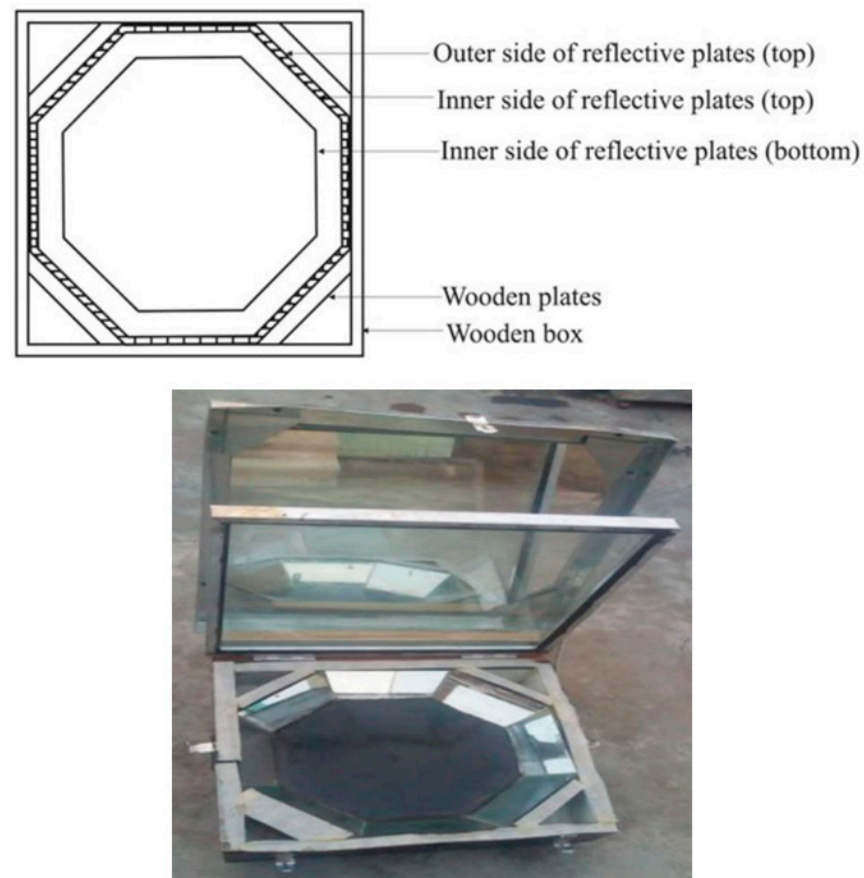 Outer side of reflective plates (top)
Inner side of reflective plates (top)
Inner side of reflective plates (bottom)
Wooden plates
Wooden box